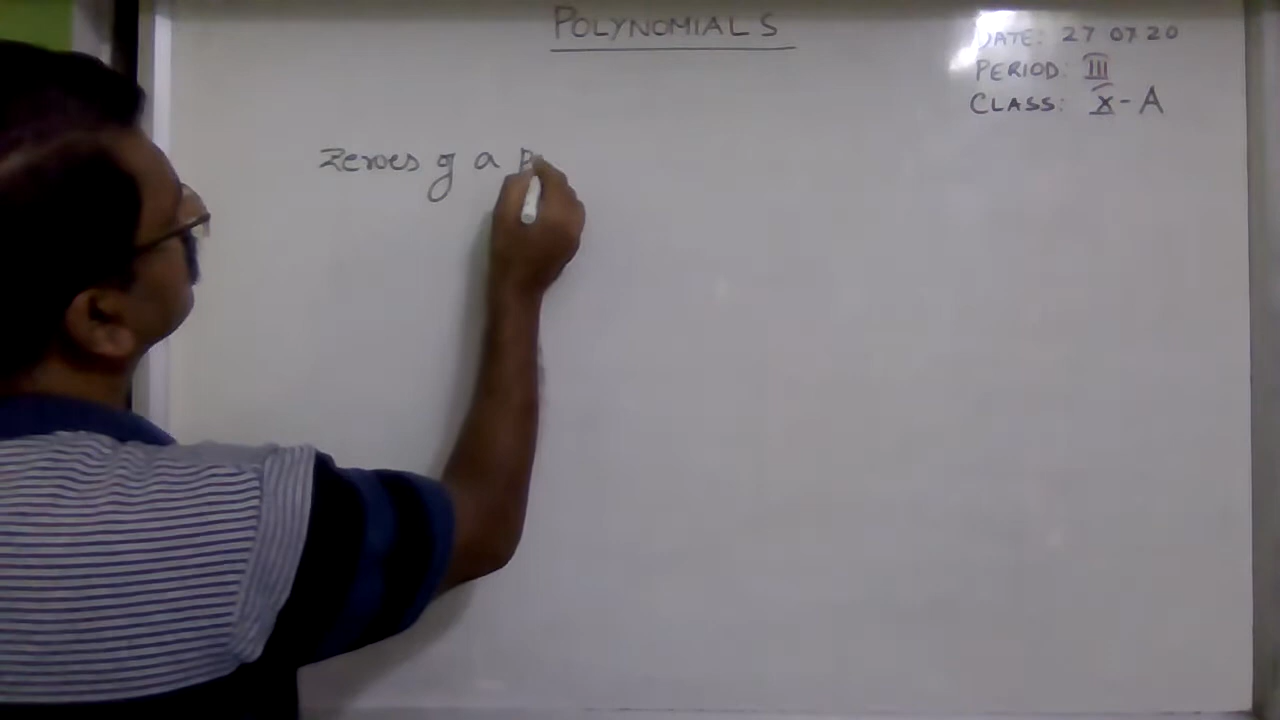 POLYNOMIALS
DATE: 27 07 20
PERIOD: III
CLASS: X - A
Zeroes of a P